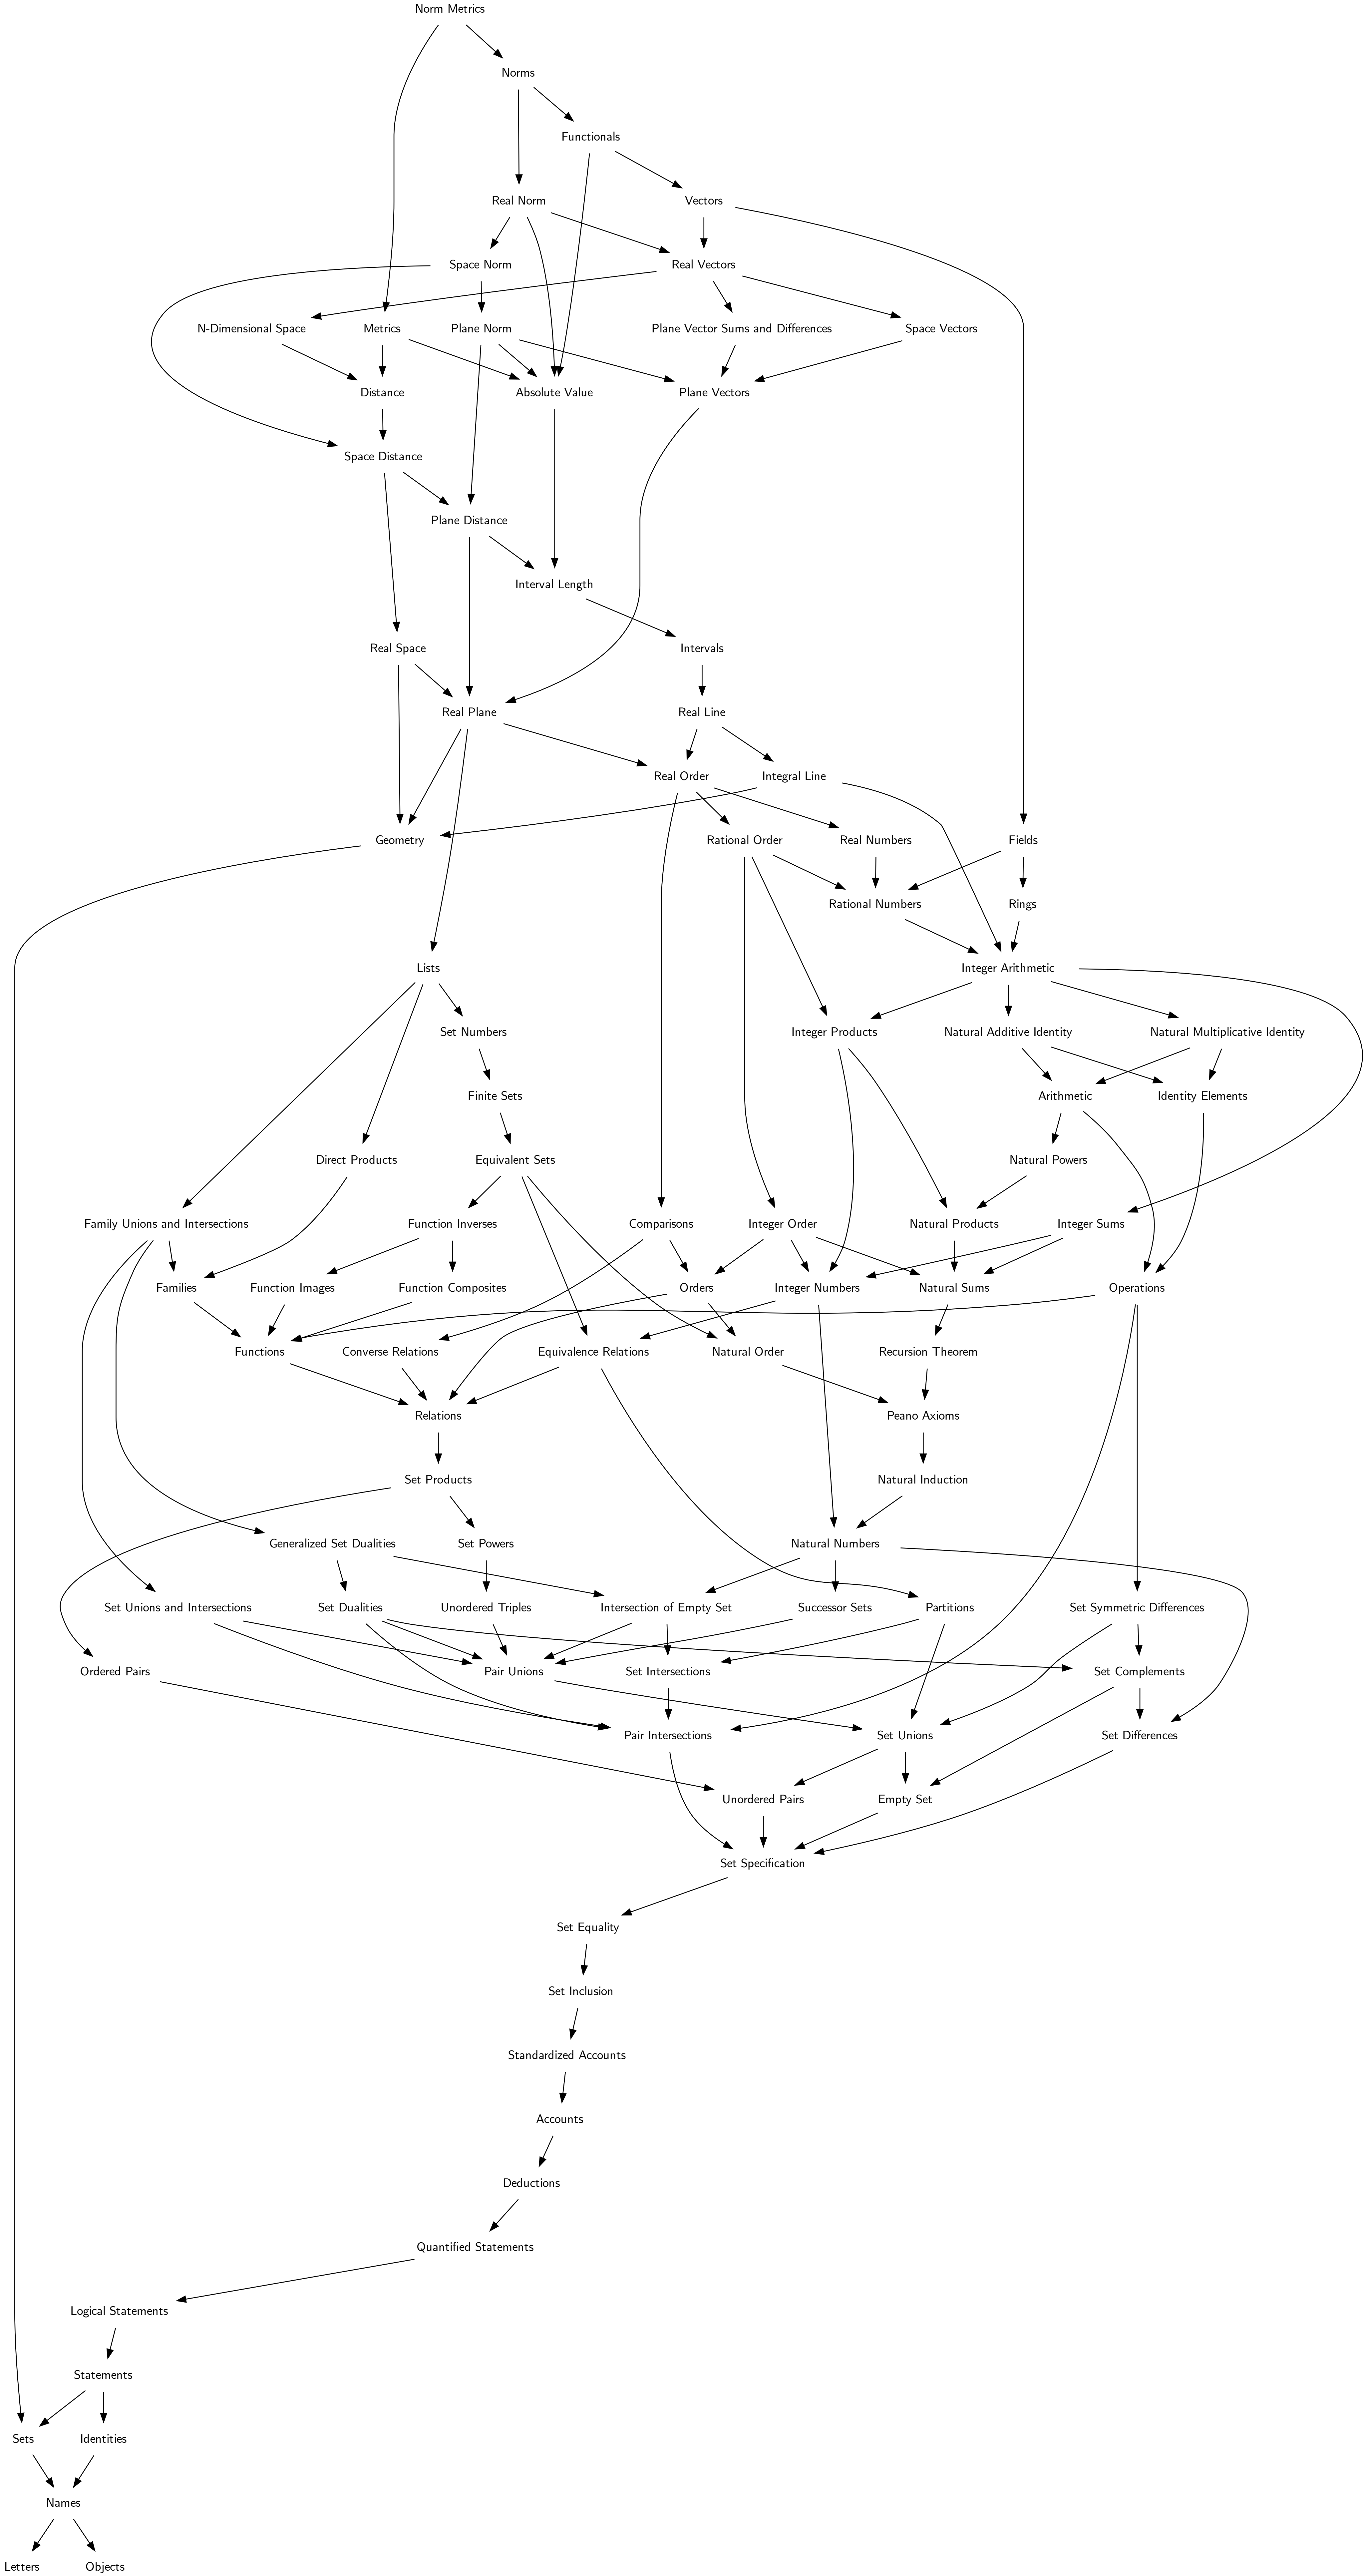 Norm Metrics
Norms
Functionals
Real Norm
Vectors
Space Norm
Real Vectors
N-Dimensional Space
Metrics
Plane Norm
Plane Vector Sums and Differences
Space Vectors
Distance
Absolute Value
Plane Vectors
Space Distance
Plane Distance
Interval Length
Real Space
Intervals
Real Plane
Real Line
Real Order
Integral Line
Geometry
Rational Order
Real Numbers
Fields
Rational Numbers
Rings
Lists
Integer Arithmetic
Set Numbers
Integer Products
Natural Additive Identity
Natural Multiplicative Identity
Finite Sets
Arithmetic
Identity Elements
Direct Products
Equivalent Sets
Natural Powers
Family Unions and Intersections
Function Inverses
Comparisons
Integer Order
Natural Products
Integer Sums
Families
Function Images
Function Composites
Orders
Integer Numbers
Natural Sums
Operations
Functions
Converse Relations
Equivalence Relations
Natural Order
Recursion Theorem
Relations
Peano Axioms
Set Products
Natural Induction
Generalized Set Dualities
Set Powers
Natural Numbers
Set Unions and Intersections
Set Dualities
Unordered Triples
Intersection of Empty Set
Successor Sets
Partitions
Set Symmetric Differences
Ordered Pairs
Pair Unions
Set Intersections
Set Complements
Pair Intersections
Set Unions
Set Differences
Unordered Pairs
Empty Set
Set Specification
Set Equality
Set Inclusion
Standardized Accounts
Accounts
Deductions
Quantified Statements
Logical Statements
Statements
Sets
Identities
Names
Letters
Objects